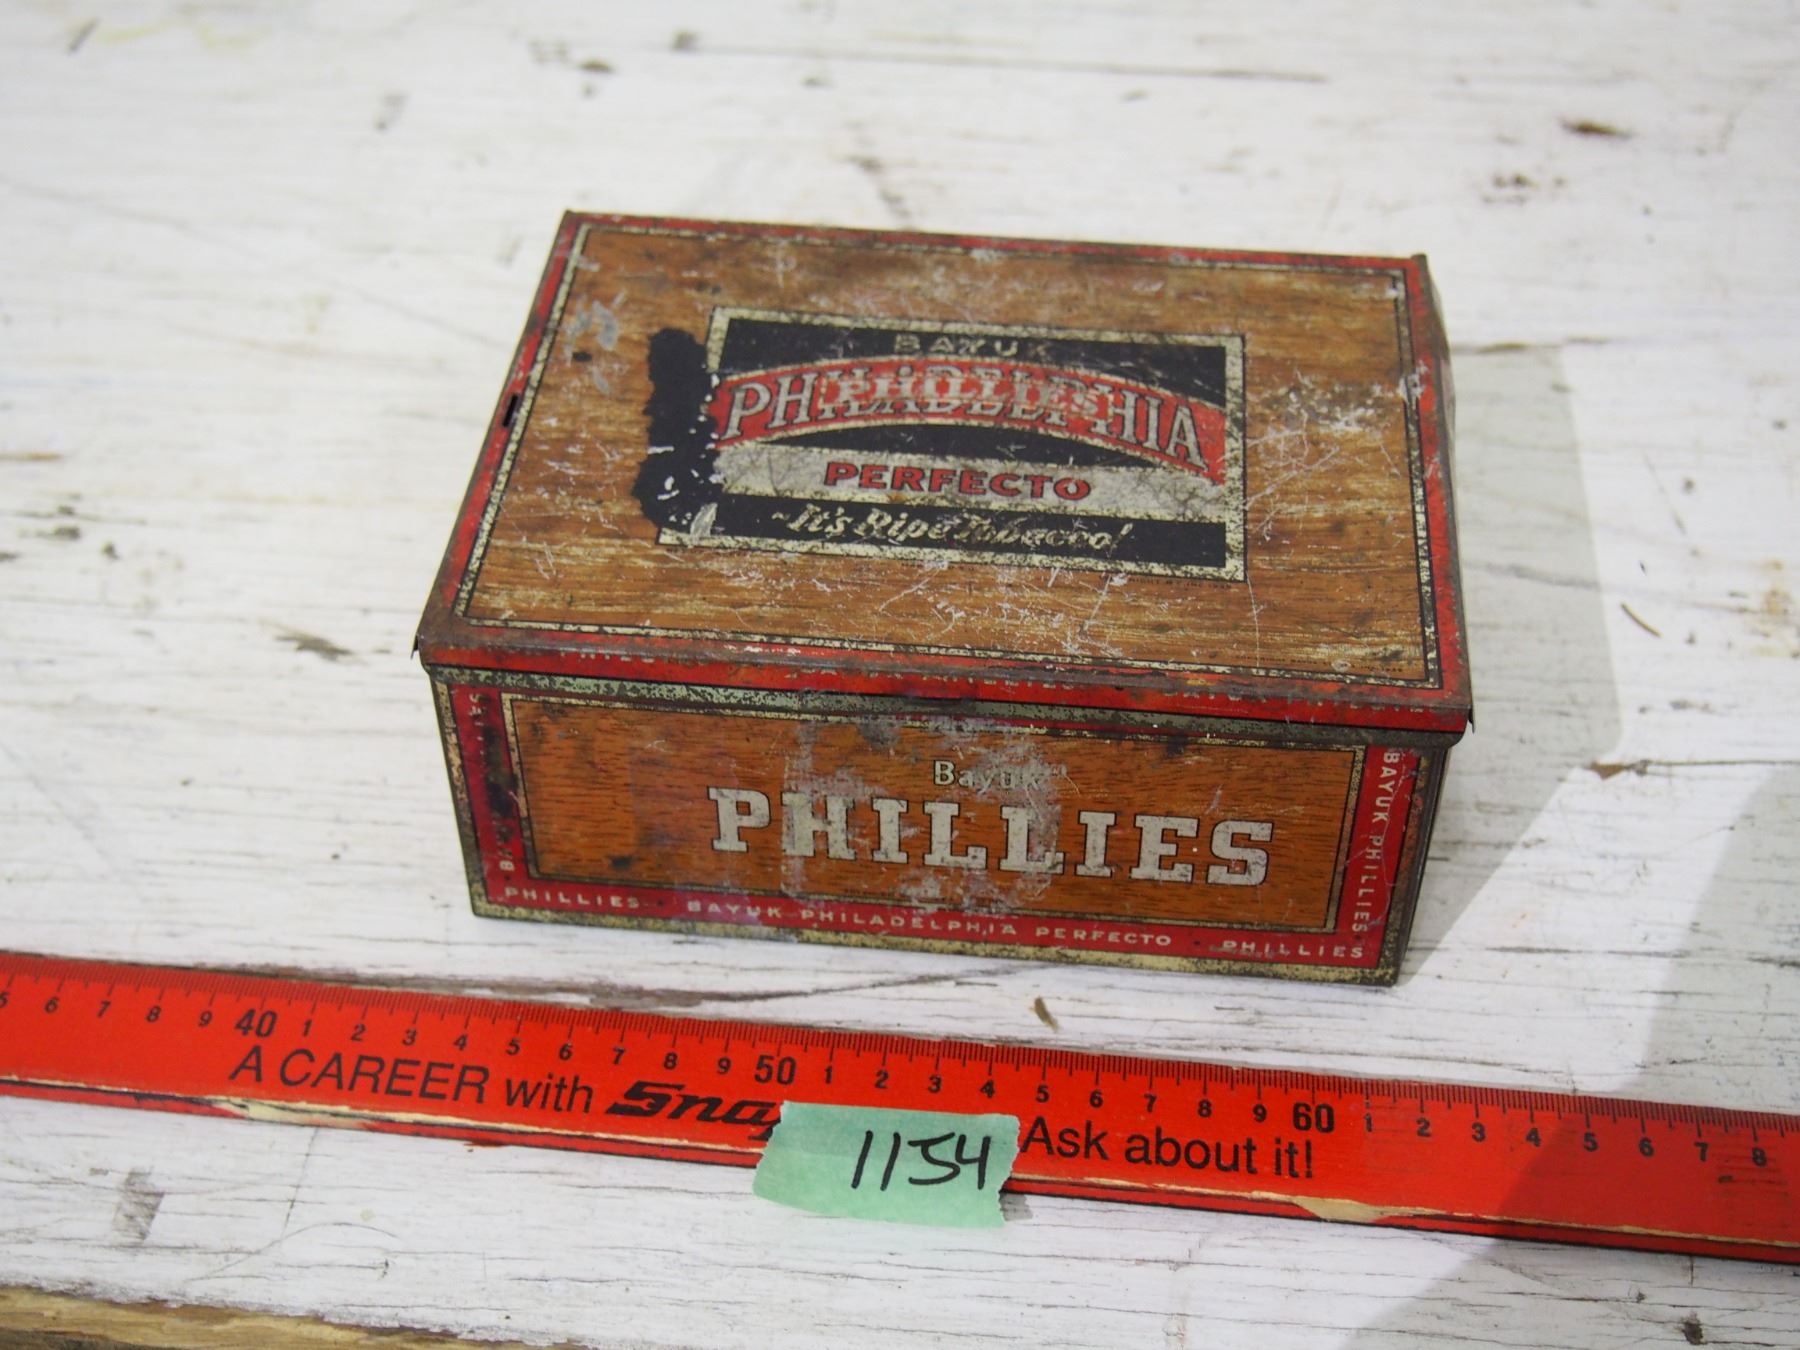 BAYUK
PHILADELPHIA
PHILLIES
PERFECTO
It's Ripe Tobacco!
Bayuk
PHILLIES
BAYUK PHILLIES
PHILLIES · BAYUK PHILADELPHIA PERFECTO · PHILLIES
5 6 7 8 9 40 1 2 3 4 5 6 7 8 9 50 1 2 3 4 5 6 7 8 9 60 1 2 3 4 5 6 7 8
A CAREER with Snap Ask about it!
1154